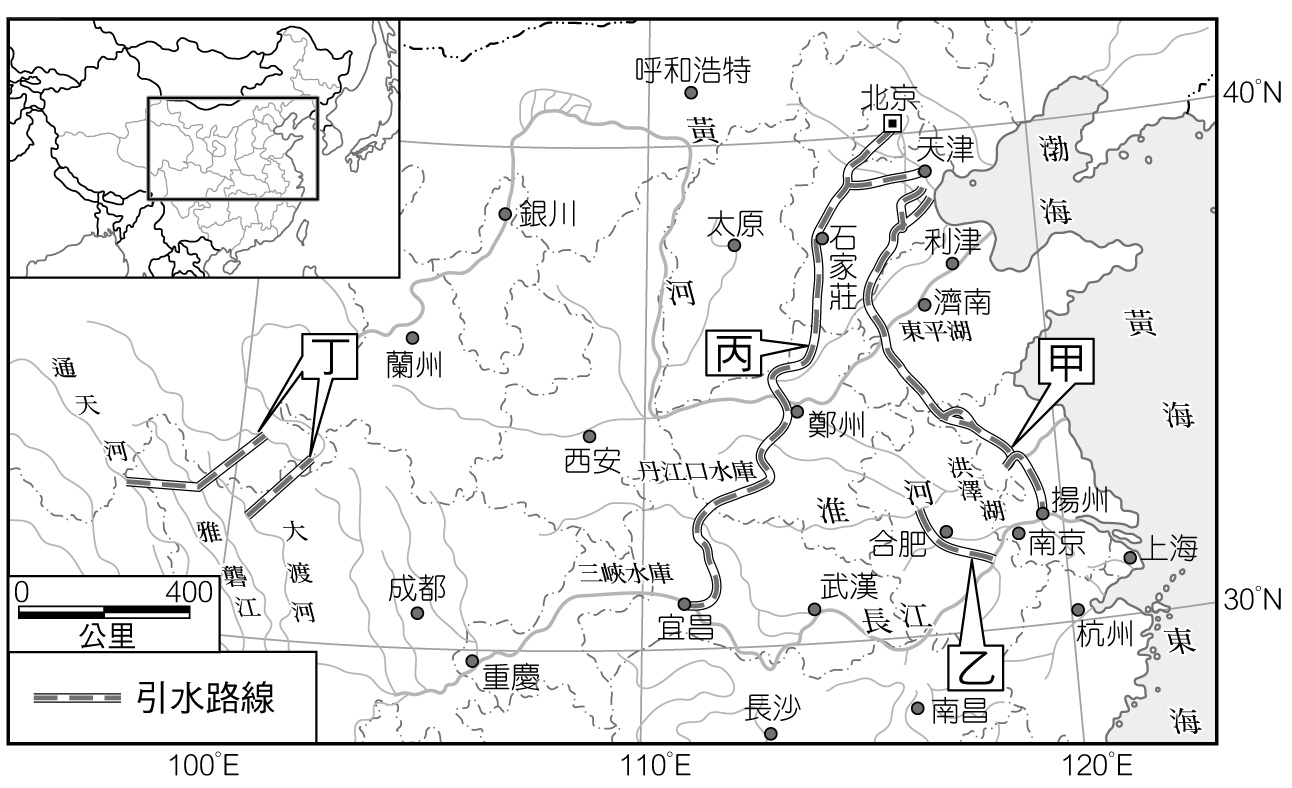 呼和浩特
40°N
北京
黃
天津
渤
海
銀川
太原
石
家
莊
利津
河
濟南
東平湖
黃
海
丁
蘭州
丙
甲
通
天
河
鄭州
西安
丹江口水庫
洪
澤
湖
淮
河
揚州
雅
礱
江
大
渡
河
合肥
南京
上海
三峽水庫
成都
武漢
宜昌
長江
30°N
杭州
東
海
0 400
公里
重慶
乙
引水路線
長沙
南昌
100°E
110°E
120°E